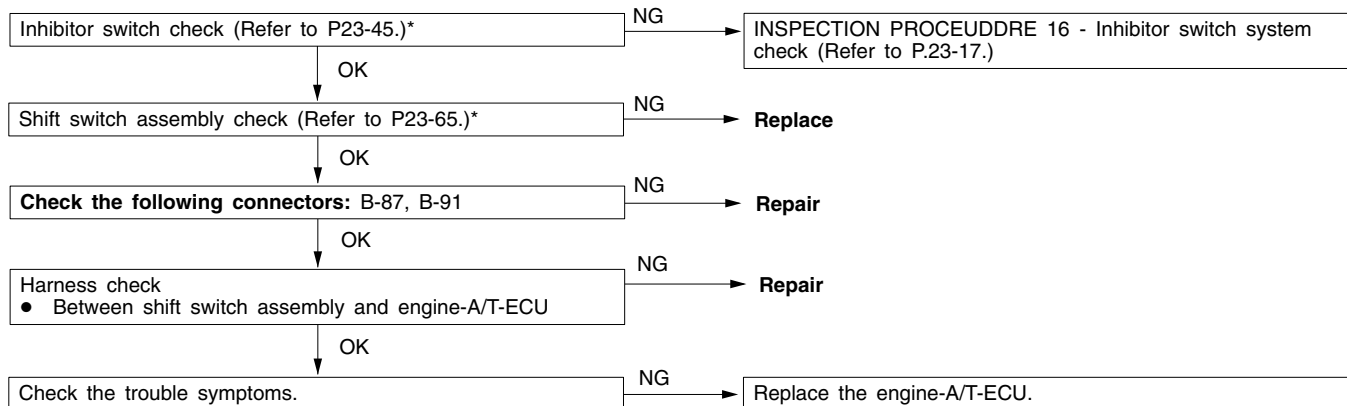 Inhibitor switch check (Refer to P23-45.)*
NG
INSPECTION PROCEUDDRE 16 - Inhibitor switch system
check (Refer to P.23-17.)
OK
Shift switch assembly check (Refer to P23-65.)*
NG
Replace
OK
Check the following connectors: B-87, B-91
NG
Repair
OK
Harness check
● Between shift switch assembly and engine-A/T-ECU
NG
Repair
OK
Check the trouble symptoms.
NG
Replace the engine-A/T-ECU.